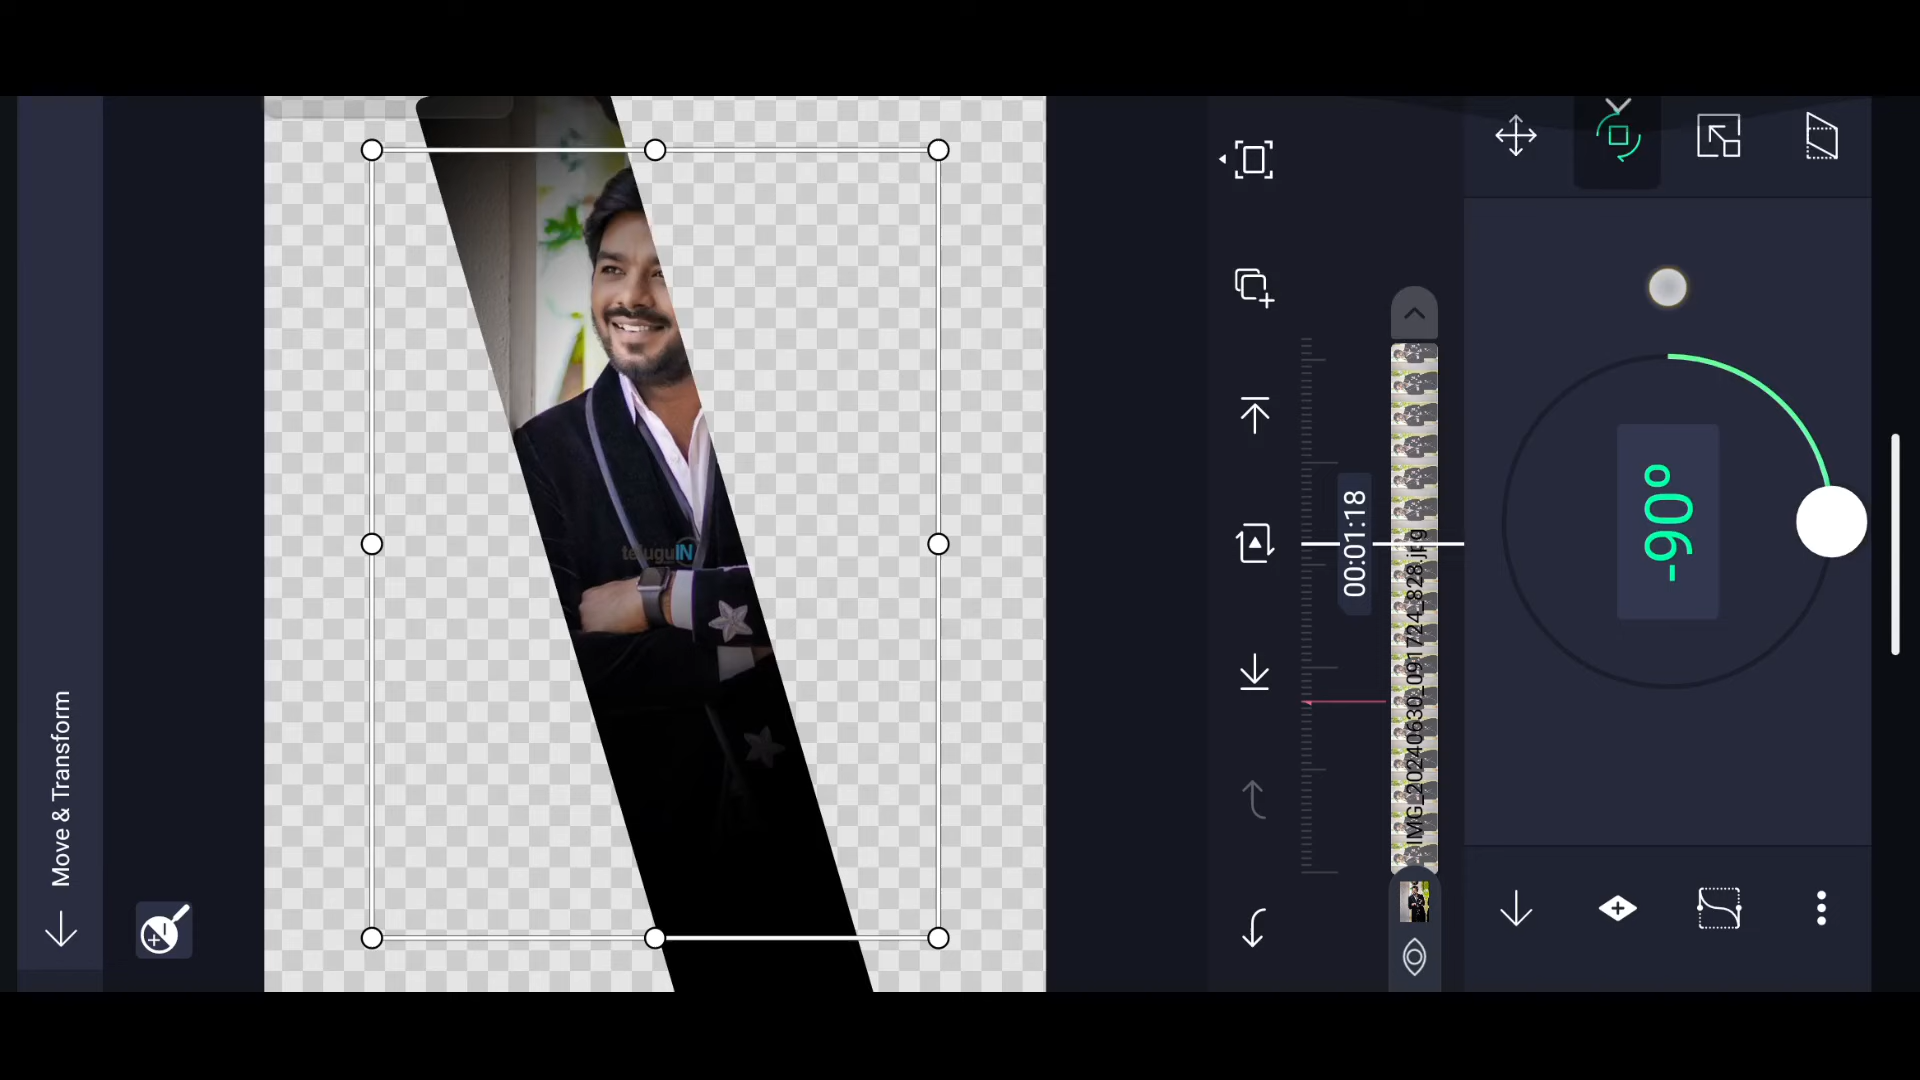 Move & Transform
teluguIN
00:01:18
IMG_20240630_091724_828.jpg
-90°